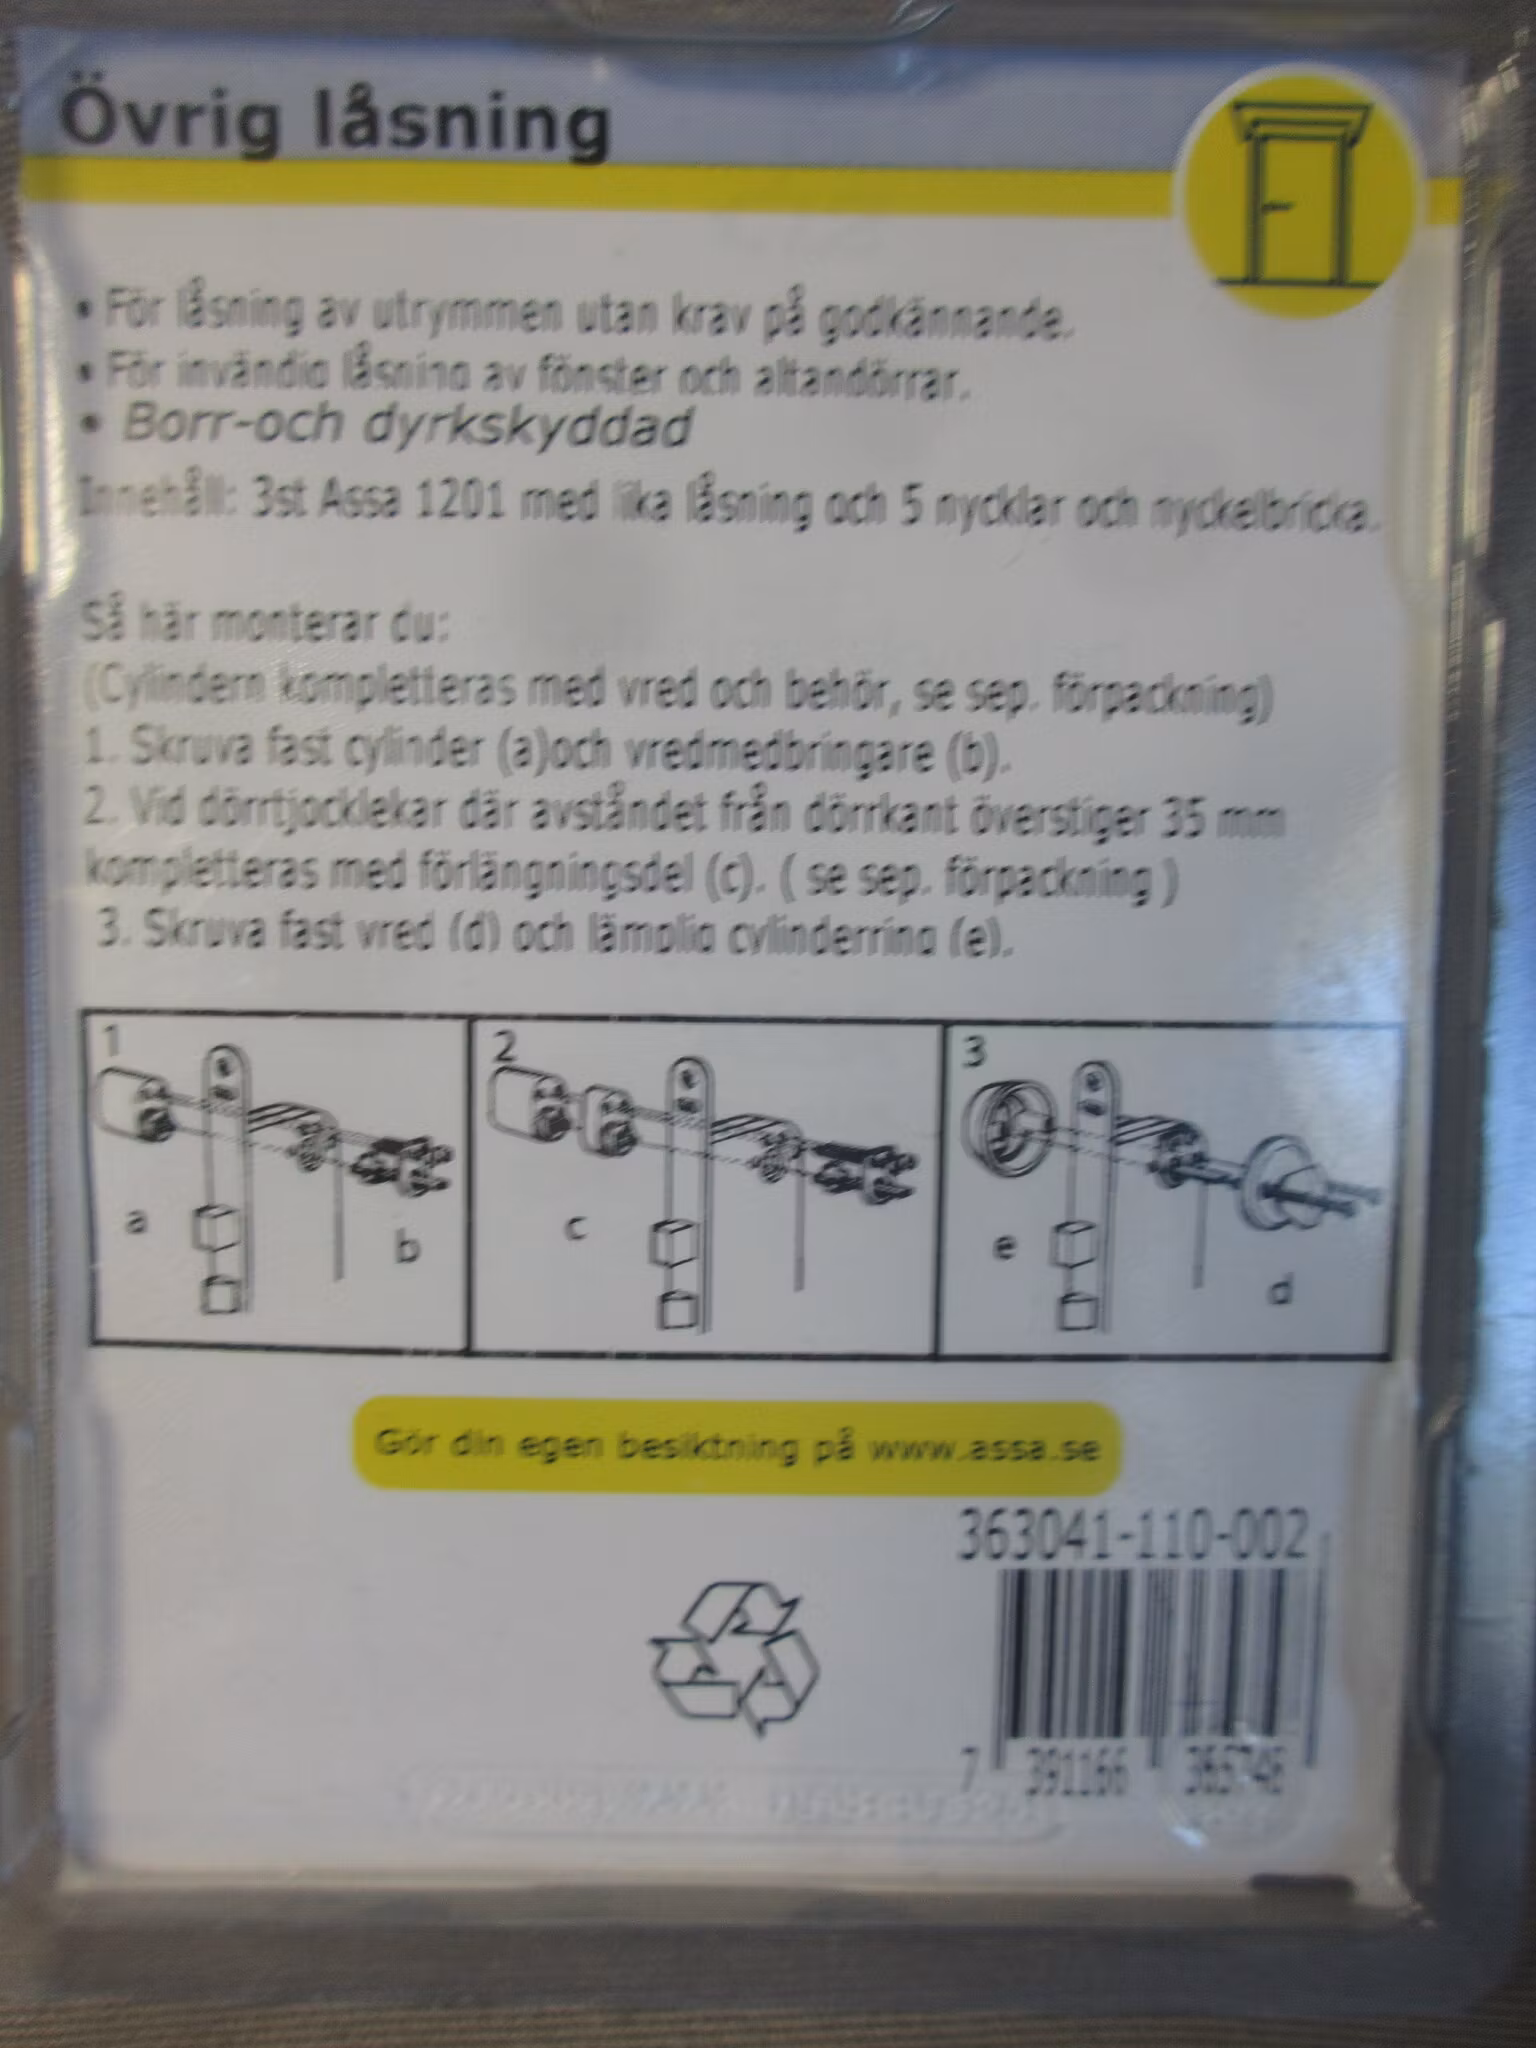 Övrig låsning
• För låsning av utrymmen utan krav på godkännande.
• För invändig låsning av fönster och altandörrar.
• Borr-och dyrkskyddad
Innehåll: 3st Assa 1201 med lika låsning och 5 nycklar och nyckelbricka.
Så här monterar du:
(Cylindern kompletteras med vred och behör, se sep. förpackning)
1. Skruva fast cylinder (a)och vredmedbringare (b).
2. Vid dörrtjocklekar där avståndet från dörrkant överstiger 35 mm
kompletteras med förlängningsdel (c). ( se sep. förpackning )
3. Skruva fast vred (d) och lämplig cylinderring (e).
1
2
3
a
b
c
e
d
Gör din egen besiktning på www.assa.se
363041-110-002
7 391166 365746